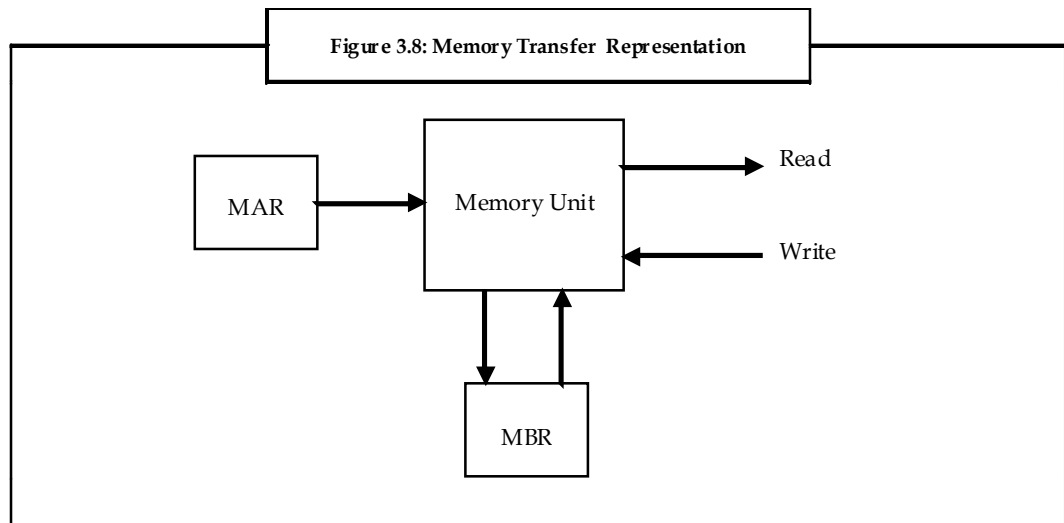 Figure 3.8: Memory Transfer Representation
Read
MAR
Memory Unit
Write
MBR